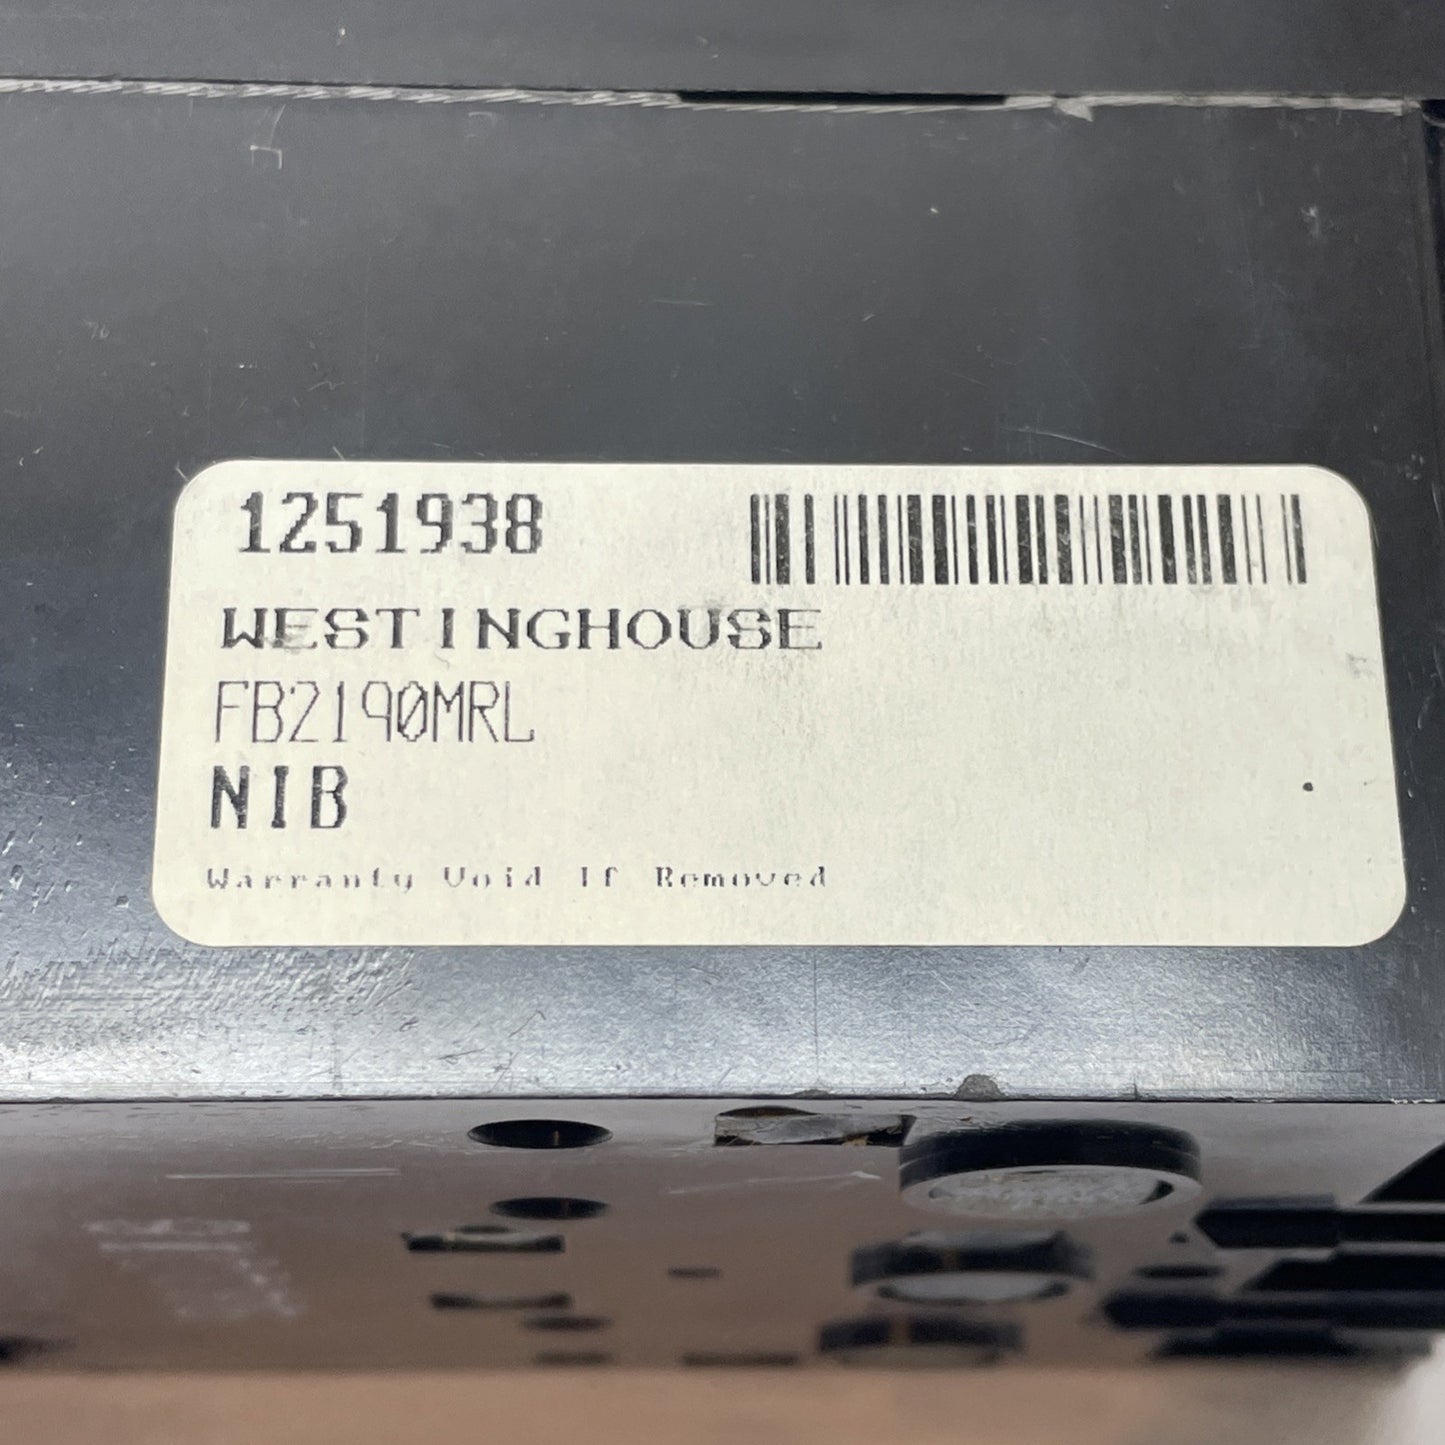 1251938
WESTINGHOUSE
FB2190MRL
NIB
Warranty Void If Removed